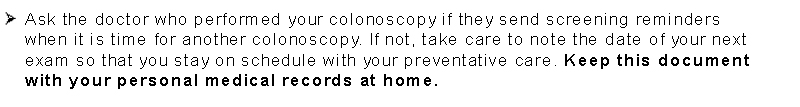 ➢ Ask the doctor who performed your colonoscopy if they send screening reminders
when it is time for another colonoscopy. If not, take care to note the date of your next
exam so that you stay on schedule with your preventative care. Keep this document
with your personal medical records at home.